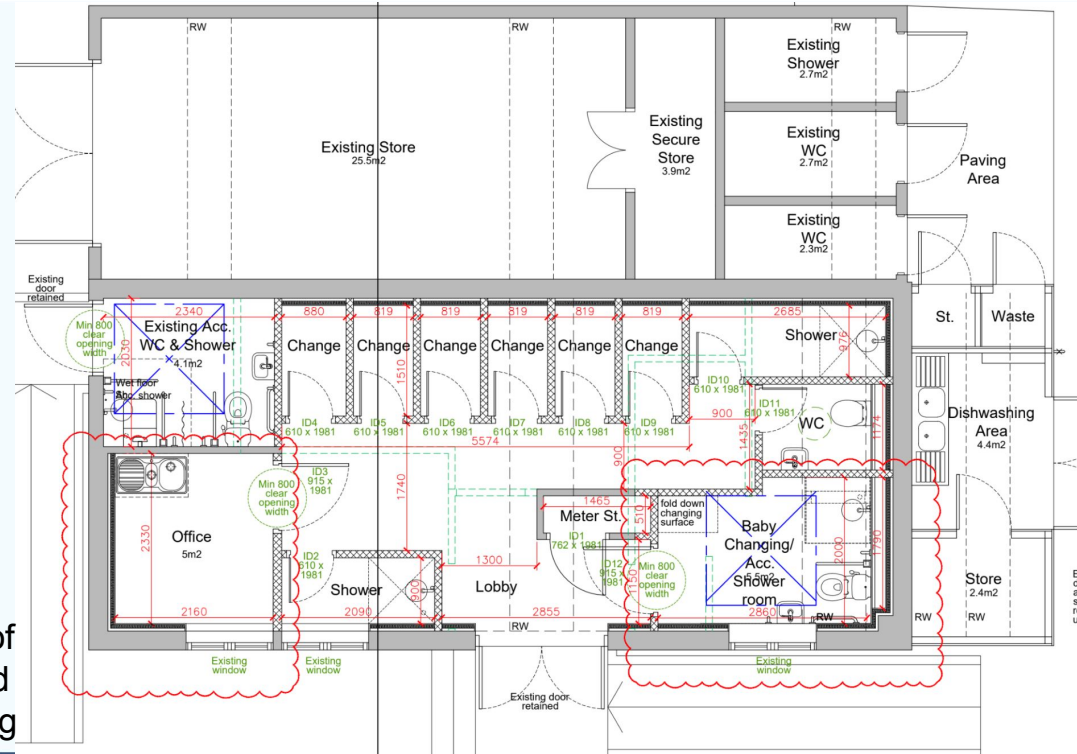 RW
RW
RW
Existing
Shower
2.7m2
Existing Store
25.5m2
Existing
Secure
Store
3.9m2
Existing
WC
2.7m2
Paving
Area
Existing
WC
2.3m2
Existing
door
retained
Min 800
clear
opening
width
2340
880
819
819
819
819
819
2685
2030
Existing Acc.
WC & Shower
4.1m2
Wet floor
shower
Change
Change
Change
Change
Change
Change
Shower
976
1510
St.
Waste
ID4
610 x 1981
ID5
610 x 1981
ID6
610 x 1981
ID7
610 x 1981
ID8
610 x 1981
ID9
610 x 1981
ID10
610 x 1981
ID11
610 x 1981
900
WC
1174
1435
5574
900
Dishwashing
Area
4.4m2
ID3
915 x
1981
Min 800
clear
opening
width
1740
1465
510
Meter St.
ID1
762 x 1981
fold down
changing
surface
Baby
Changing/
Acc.
Shower
room
5.5m2
2000
1790
Office
5m2
2330
ID2
610 x
1981
Shower
900
1300
Lobby
ID12
915 x
1981
1150
Min 800
clear
opening
width
Store
2.4m2
2160
2090
2855
2860
RW
RW
RW
RW
Existing
window
Existing
window
Existing
window
Existing door
retained
of
d
g